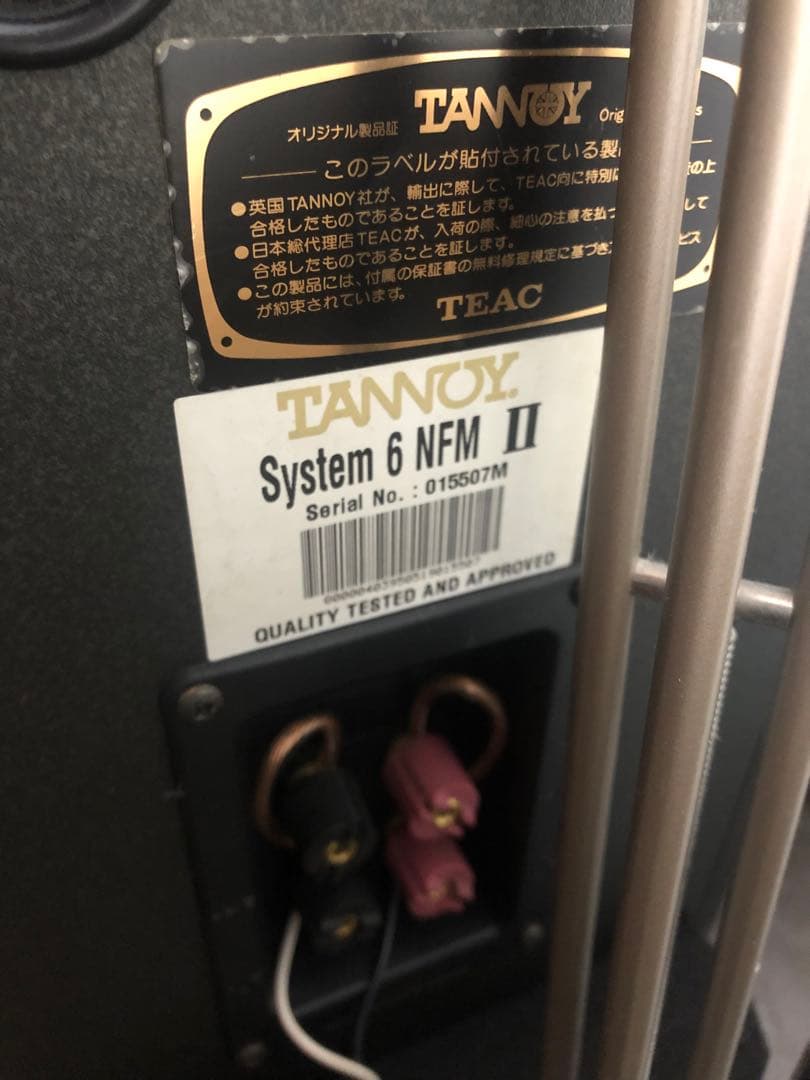 オリジナル製品証 TANNOY
このラベルが貼付されている製
●英国TANNOY社が、輸出に際して、TEAC向に特別に の上
合格したものであることを証します。
●日本総代理店TEACが、入荷の際、細心の注意を払っ して
合格したものであることを証します。
●この製品には、付属の保証書の無料修理規定に基づき ビス
が約束されています。
TEAC
TANNOY®
System 6 NFM II
Serial No. : 015507M
QUALITY TESTED AND APPROVED